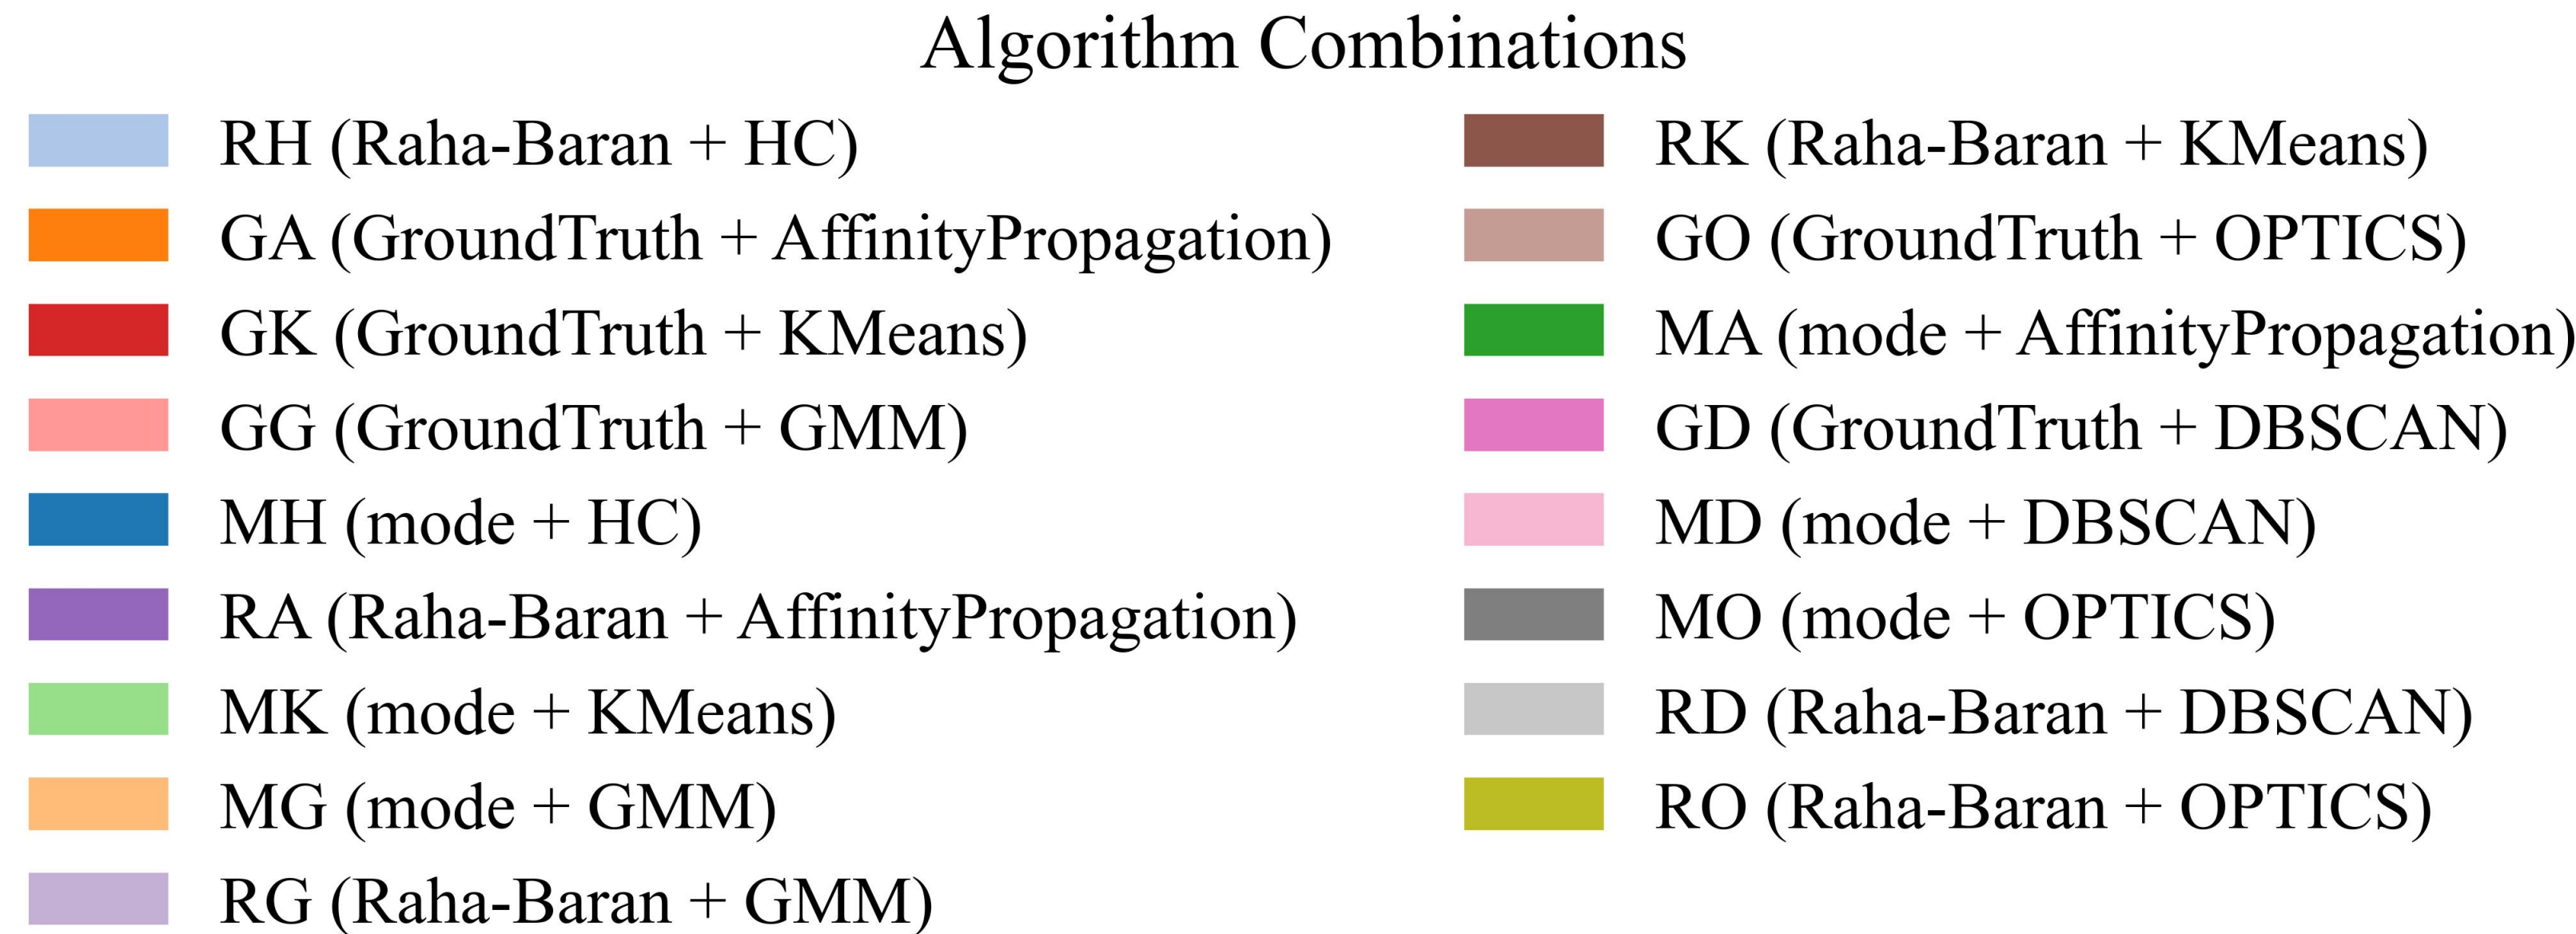 Algorithm Combinations
RH (Raha-Baran + HC)
GA (GroundTruth + AffinityPropagation)
GK (GroundTruth + KMeans)
GG (GroundTruth + GMM)
MH (mode + HC)
RA (Raha-Baran + AffinityPropagation)
MK (mode + KMeans)
MG (mode + GMM)
RG (Raha-Baran + GMM)
RK (Raha-Baran + KMeans)
GO (GroundTruth + OPTICS)
MA (mode + AffinityPropagation)
GD (GroundTruth + DBSCAN)
MD (mode + DBSCAN)
MO (mode + OPTICS)
RD (Raha-Baran + DBSCAN)
RO (Raha-Baran + OPTICS)